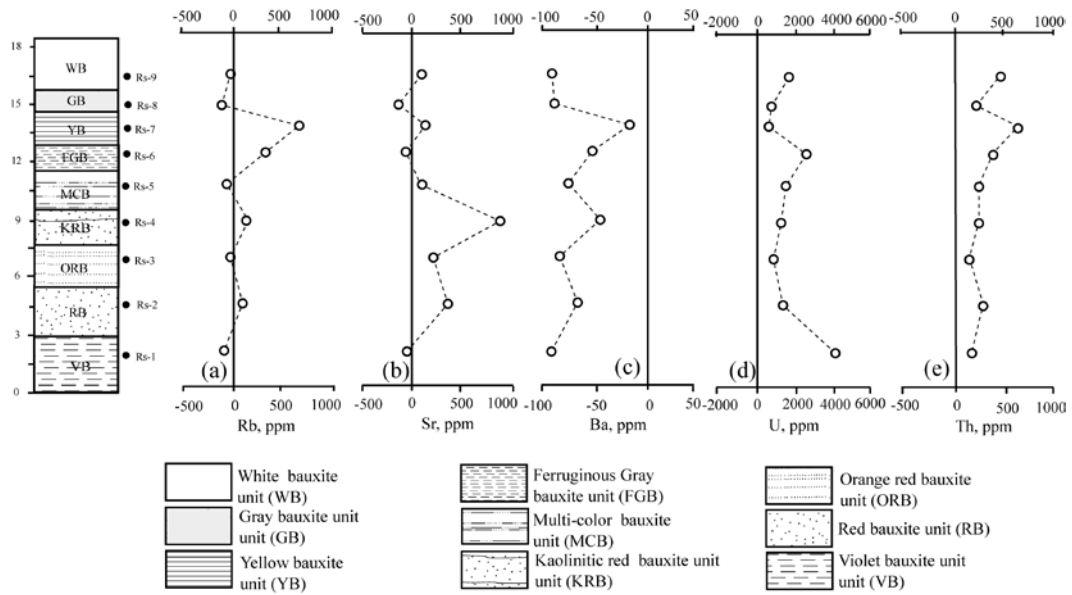 -500 0 500 1000
-500 0 500 1000
-100 -50 0 50
-2000 0 2000 4000 6000
-500 0 500 1000
18
15
12
9
6
3
0
WB
GB
YB
FGB
MCB
KRB
ORB
RB
VB
Rs-9
Rs-8
Rs-7
Rs-6
Rs-5
Rs-4
Rs-3
Rs-2
Rs-1
(a)
(b)
(c)
(d)
(e)
-500 0 500 1000
-500 0 500 1000
-100 -50 0 50
-2000 0 2000 4000 6000
-500 0 500 1000
Rb, ppm
Sr, ppm
Ba, ppm
U, ppm
Th, ppm
White bauxite
unit (WB)
Gray bauxite unit
unit (GB)
Yellow bauxite
unit (YB)
Ferruginous Gray
bauxite unit (FGB)
Multi-color bauxite
unit (MCB)
Kaolinitic red bauxite unit
unit (KRB)
Orange red bauxite
unit (ORB)
Red bauxite unit (RB)
Violet bauxite unit
unit (VB)